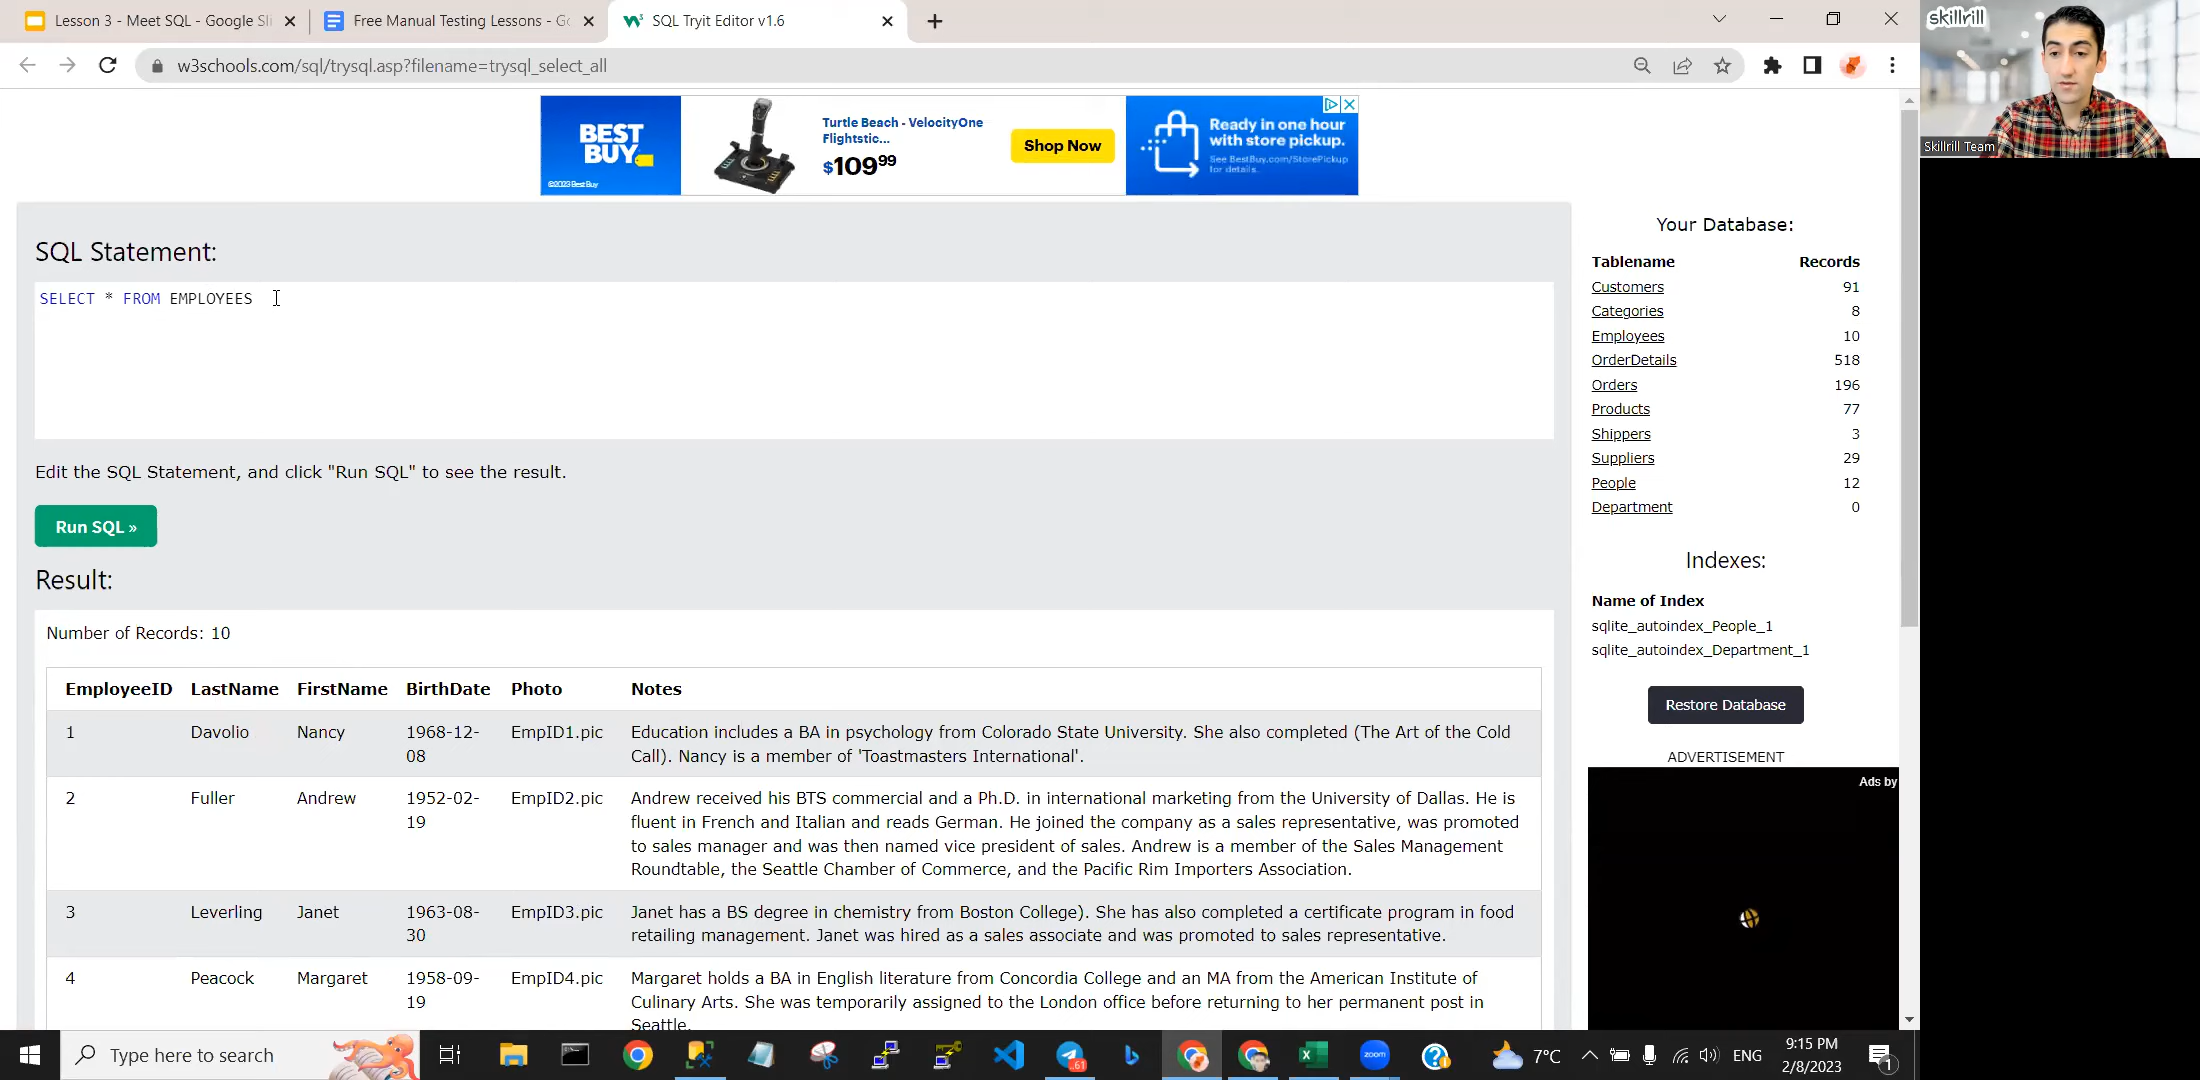 Lesson 3 - Meet SQL - Google Sli
Free Manual Testing Lessons - Go
SQL Tryit Editor v1.6
w3schools.com/sql/trysql.asp?filename=trysql_select_all
skillrill
Skillrill Team
BEST
BUY
©2023 Best Buy
Turtle Beach - VelocityOne
Flightstic...
$109⁹⁹
Shop Now
Ready in one hour
with store pickup.
See BestBuy.com/StorePickup
for details.
SQL Statement:
SELECT * FROM EMPLOYEES
Edit the SQL Statement, and click "Run SQL" to see the result.
Run SQL »
Result:
Number of Records: 10
EmployeeID LastName FirstName BirthDate Photo Notes
1 Davolio Nancy 1968-12-08 EmpID1.pic Education includes a BA in psychology from Colorado State University. She also completed (The Art of the Cold
Call). Nancy is a member of 'Toastmasters International'.
2 Fuller Andrew 1952-02-19 EmpID2.pic Andrew received his BTS commercial and a Ph.D. in international marketing from the University of Dallas. He is
fluent in French and Italian and reads German. He joined the company as a sales representative, was promoted
to sales manager and was then named vice president of sales. Andrew is a member of the Sales Management
Roundtable, the Seattle Chamber of Commerce, and the Pacific Rim Importers Association.
3 Leverling Janet 1963-08-30 EmpID3.pic Janet has a BS degree in chemistry from Boston College). She has also completed a certificate program in food
retailing management. Janet was hired as a sales associate and was promoted to sales representative.
4 Peacock Margaret 1958-09-19 EmpID4.pic Margaret holds a BA in English literature from Concordia College and an MA from the American Institute of
Culinary Arts. She was temporarily assigned to the London office before returning to her permanent post in
Seattle.
Your Database:
Tablename Records
Customers 91
Categories 8
Employees 10
OrderDetails 518
Orders 196
Products 77
Shippers 3
Suppliers 29
People 12
Department 0
Indexes:
Name of Index
sqlite_autoindex_People_1
sqlite_autoindex_Department_1
Restore Database
ADVERTISEMENT
Ads by
Type here to search
61
zoom
7°C
ENG
9:15 PM
2/8/2023
1